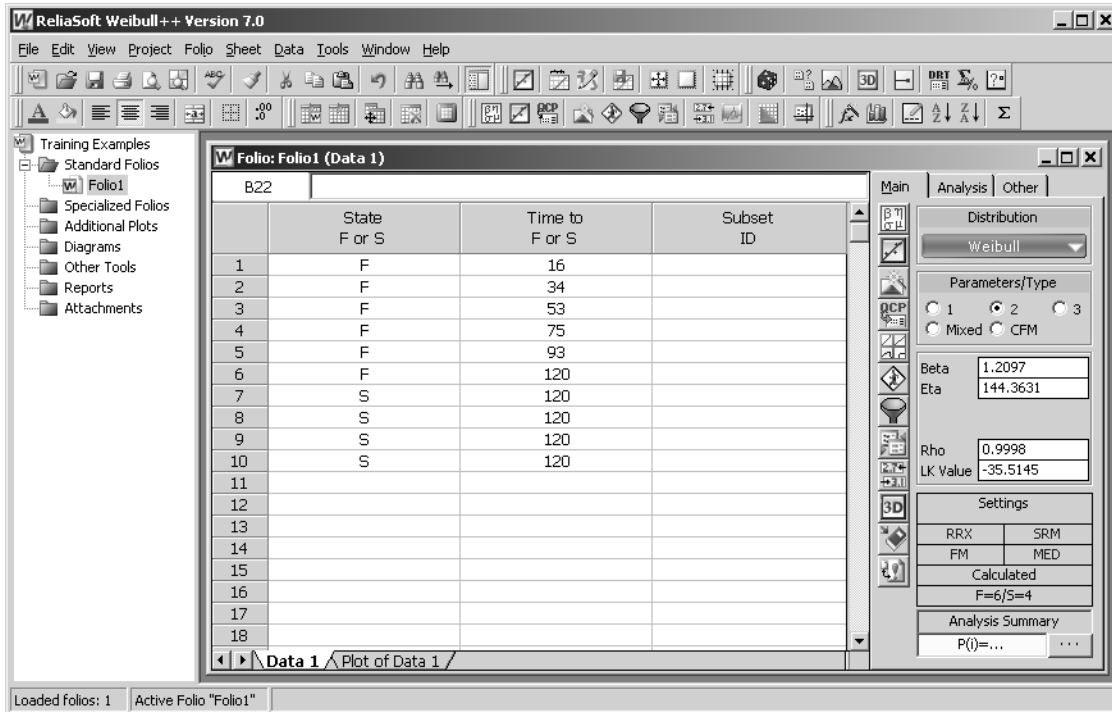 ReliaSoft Weibull++ Version 7.0
File Edit View Project Folio Sheet Data Tools Window Help
Training Examples
Standard Folios
Folio1
Specialized Folios
Additional Plots
Diagrams
Other Tools
Reports
Attachments
Folio: Folio1 (Data 1)
B22
State F or S Time to F or S Subset ID
1 F 16
2 F 34
3 F 53
4 F 75
5 F 93
6 F 120
7 S 120
8 S 120
9 S 120
10 S 120
11
12
13
14
15
16
17
18
Data 1 Plot of Data 1
Main Analysis Other
Distribution
Weibull
Parameters/Type
1 2 3
Mixed CFM
Beta 1.2097
Eta 144.3631
Rho 0.9998
LK Value -35.5145
Settings
RRX SRM
FM MED
Calculated
F=6/S=4
Analysis Summary
P(i)=... ...
βη
σμ
QCP
3D
Loaded folios: 1 Active Folio "Folio1"